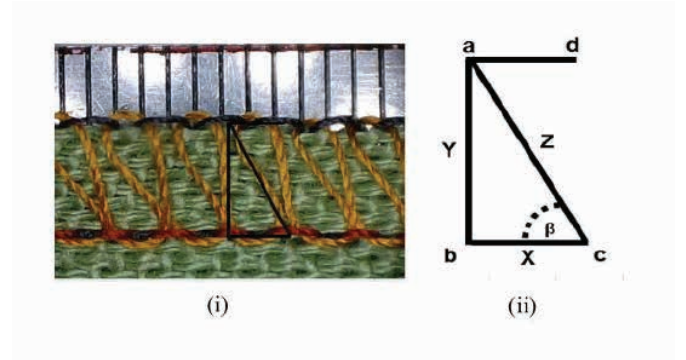 a d
Y Z
β
b X c
(i) (ii)